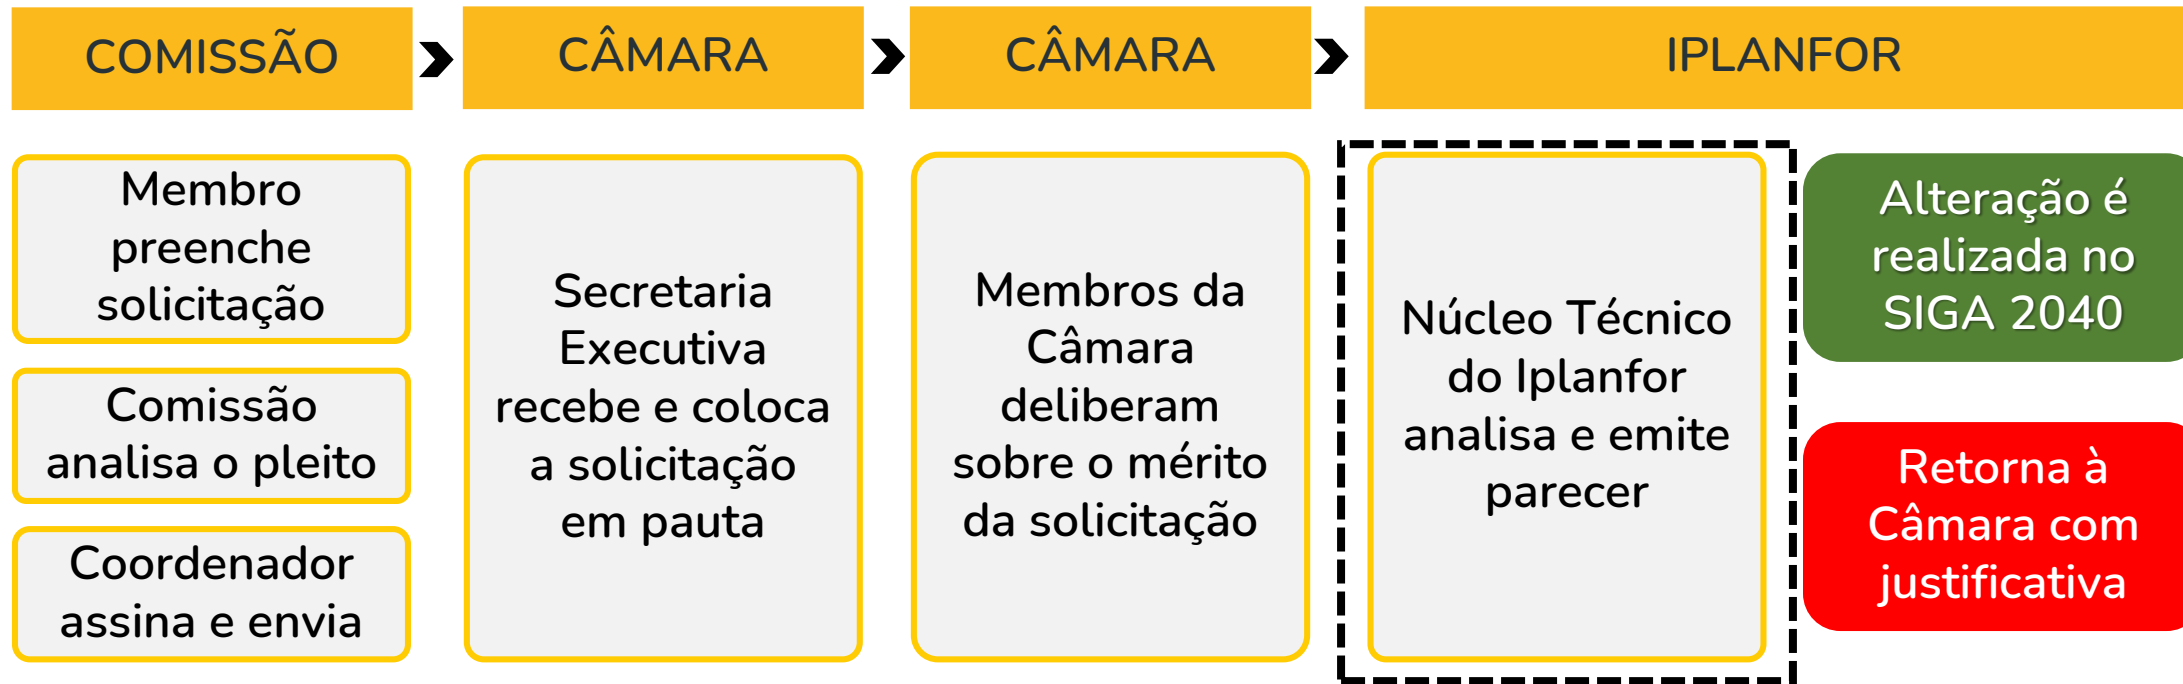 COMISSÃO
CÂMARA
CÂMARA
IPLANFOR
Membro
preenche
solicitação
Comissão
analisa o pleito
Coordenador
assina e envia
Secretaria
Executiva
recebe e coloca
a solicitação
em pauta
Membros da
Câmara
deliberam
sobre o mérito
da solicitação
Núcleo Técnico
do Iplanfor
analisa e emite
parecer
Alteração é
realizada no
SIGA 2040
Retorna à
Câmara com
justificativa